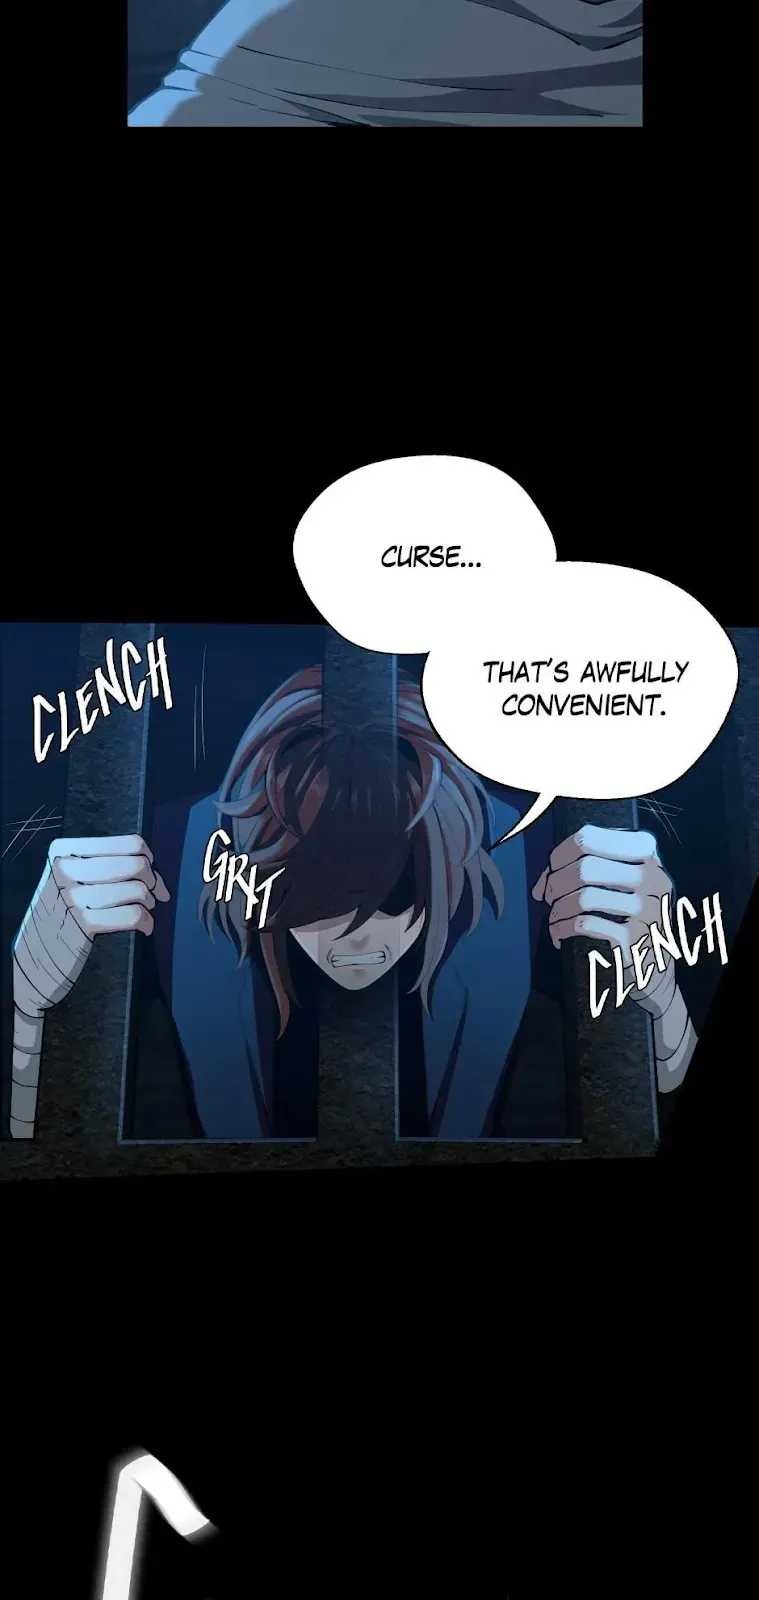 CURSE...
THAT'S AWFULLY
CONVENIENT.
CLENCH
GRIT
CLENCH